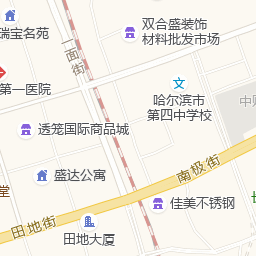 瑞宝名苑
双合盛装饰
材料批发市场
一面街
第一医院
哈尔滨市
第四中学校
透笼国际商品城
盛达公寓
南极街
佳美不锈钢
田地街
田地大厦
堂